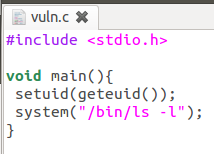 vuln.c
#include <stdio.h>
void main(){
setuid(geteuid());
system("/bin/ls -l");
}